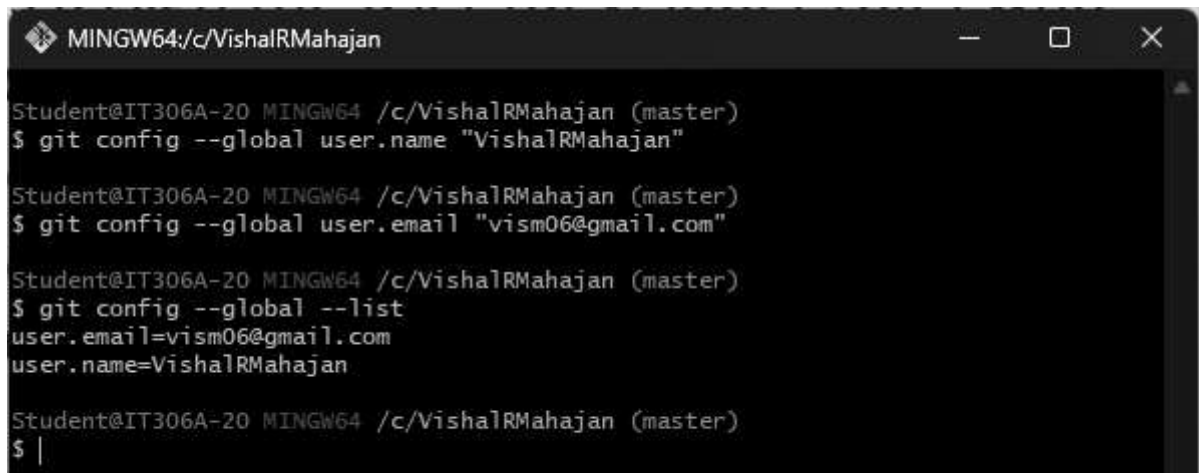 MINGW64:/c/VishalRMahajan
Student@IT306A-20 MINGW64 /c/VishalRMahajan (master)
$ git config --global user.name "VishalRMahajan"
Student@IT306A-20 MINGW64 /c/VishalRMahajan (master)
$ git config --global user.email "vism06@gmail.com"
Student@IT306A-20 MINGW64 /c/VishalRMahajan (master)
$ git config --global --list
user.email=vism06@gmail.com
user.name=VishalRMahajan
Student@IT306A-20 MINGW64 /c/VishalRMahajan (master)
$